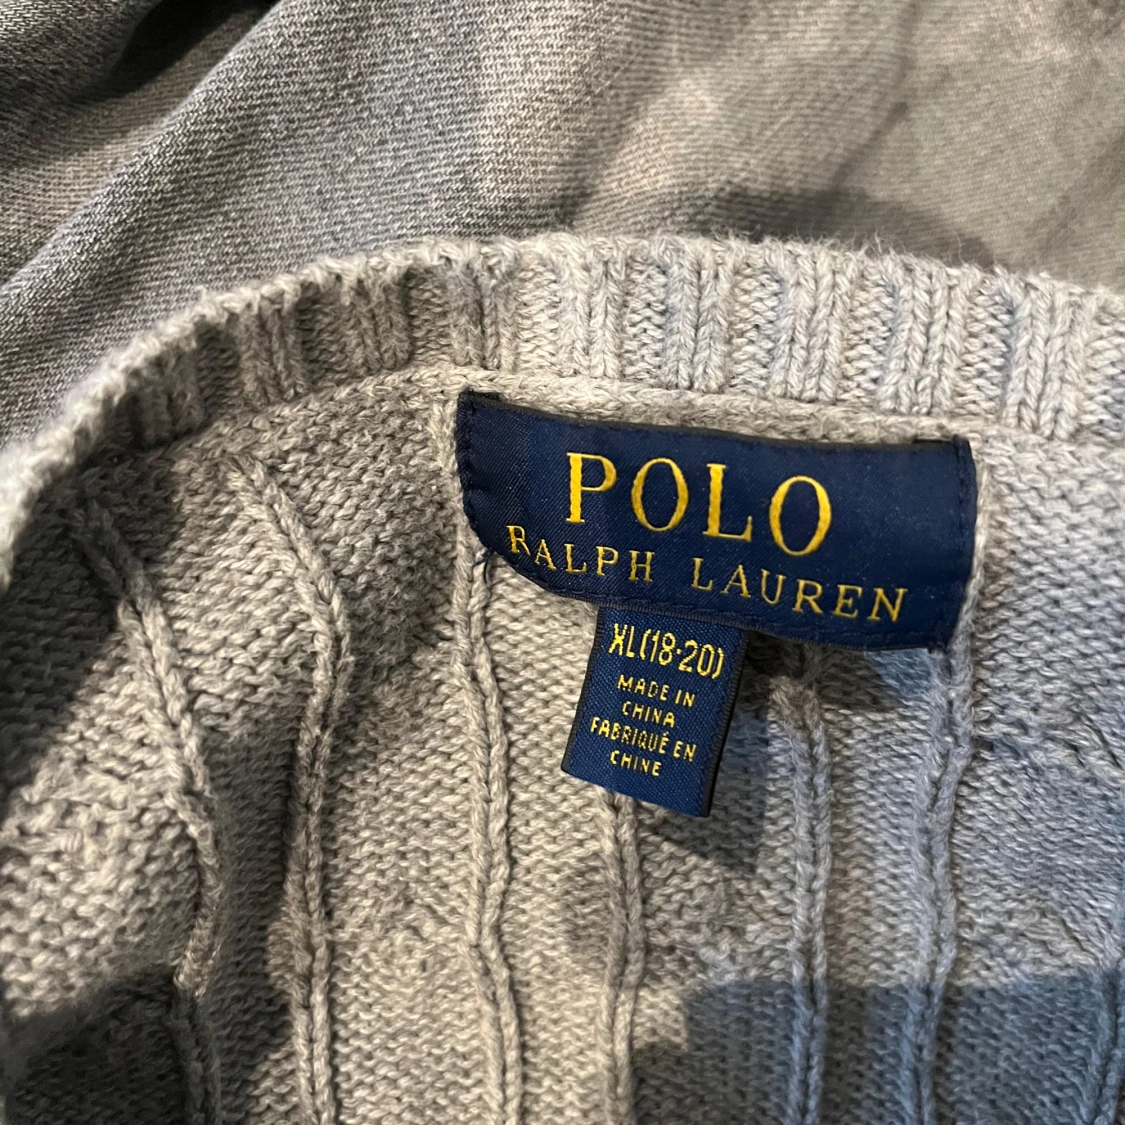 POLO
RALPH LAUREN
XL(18-20)
MADE IN
CHINA
FABRIQUÉ EN
CHINE